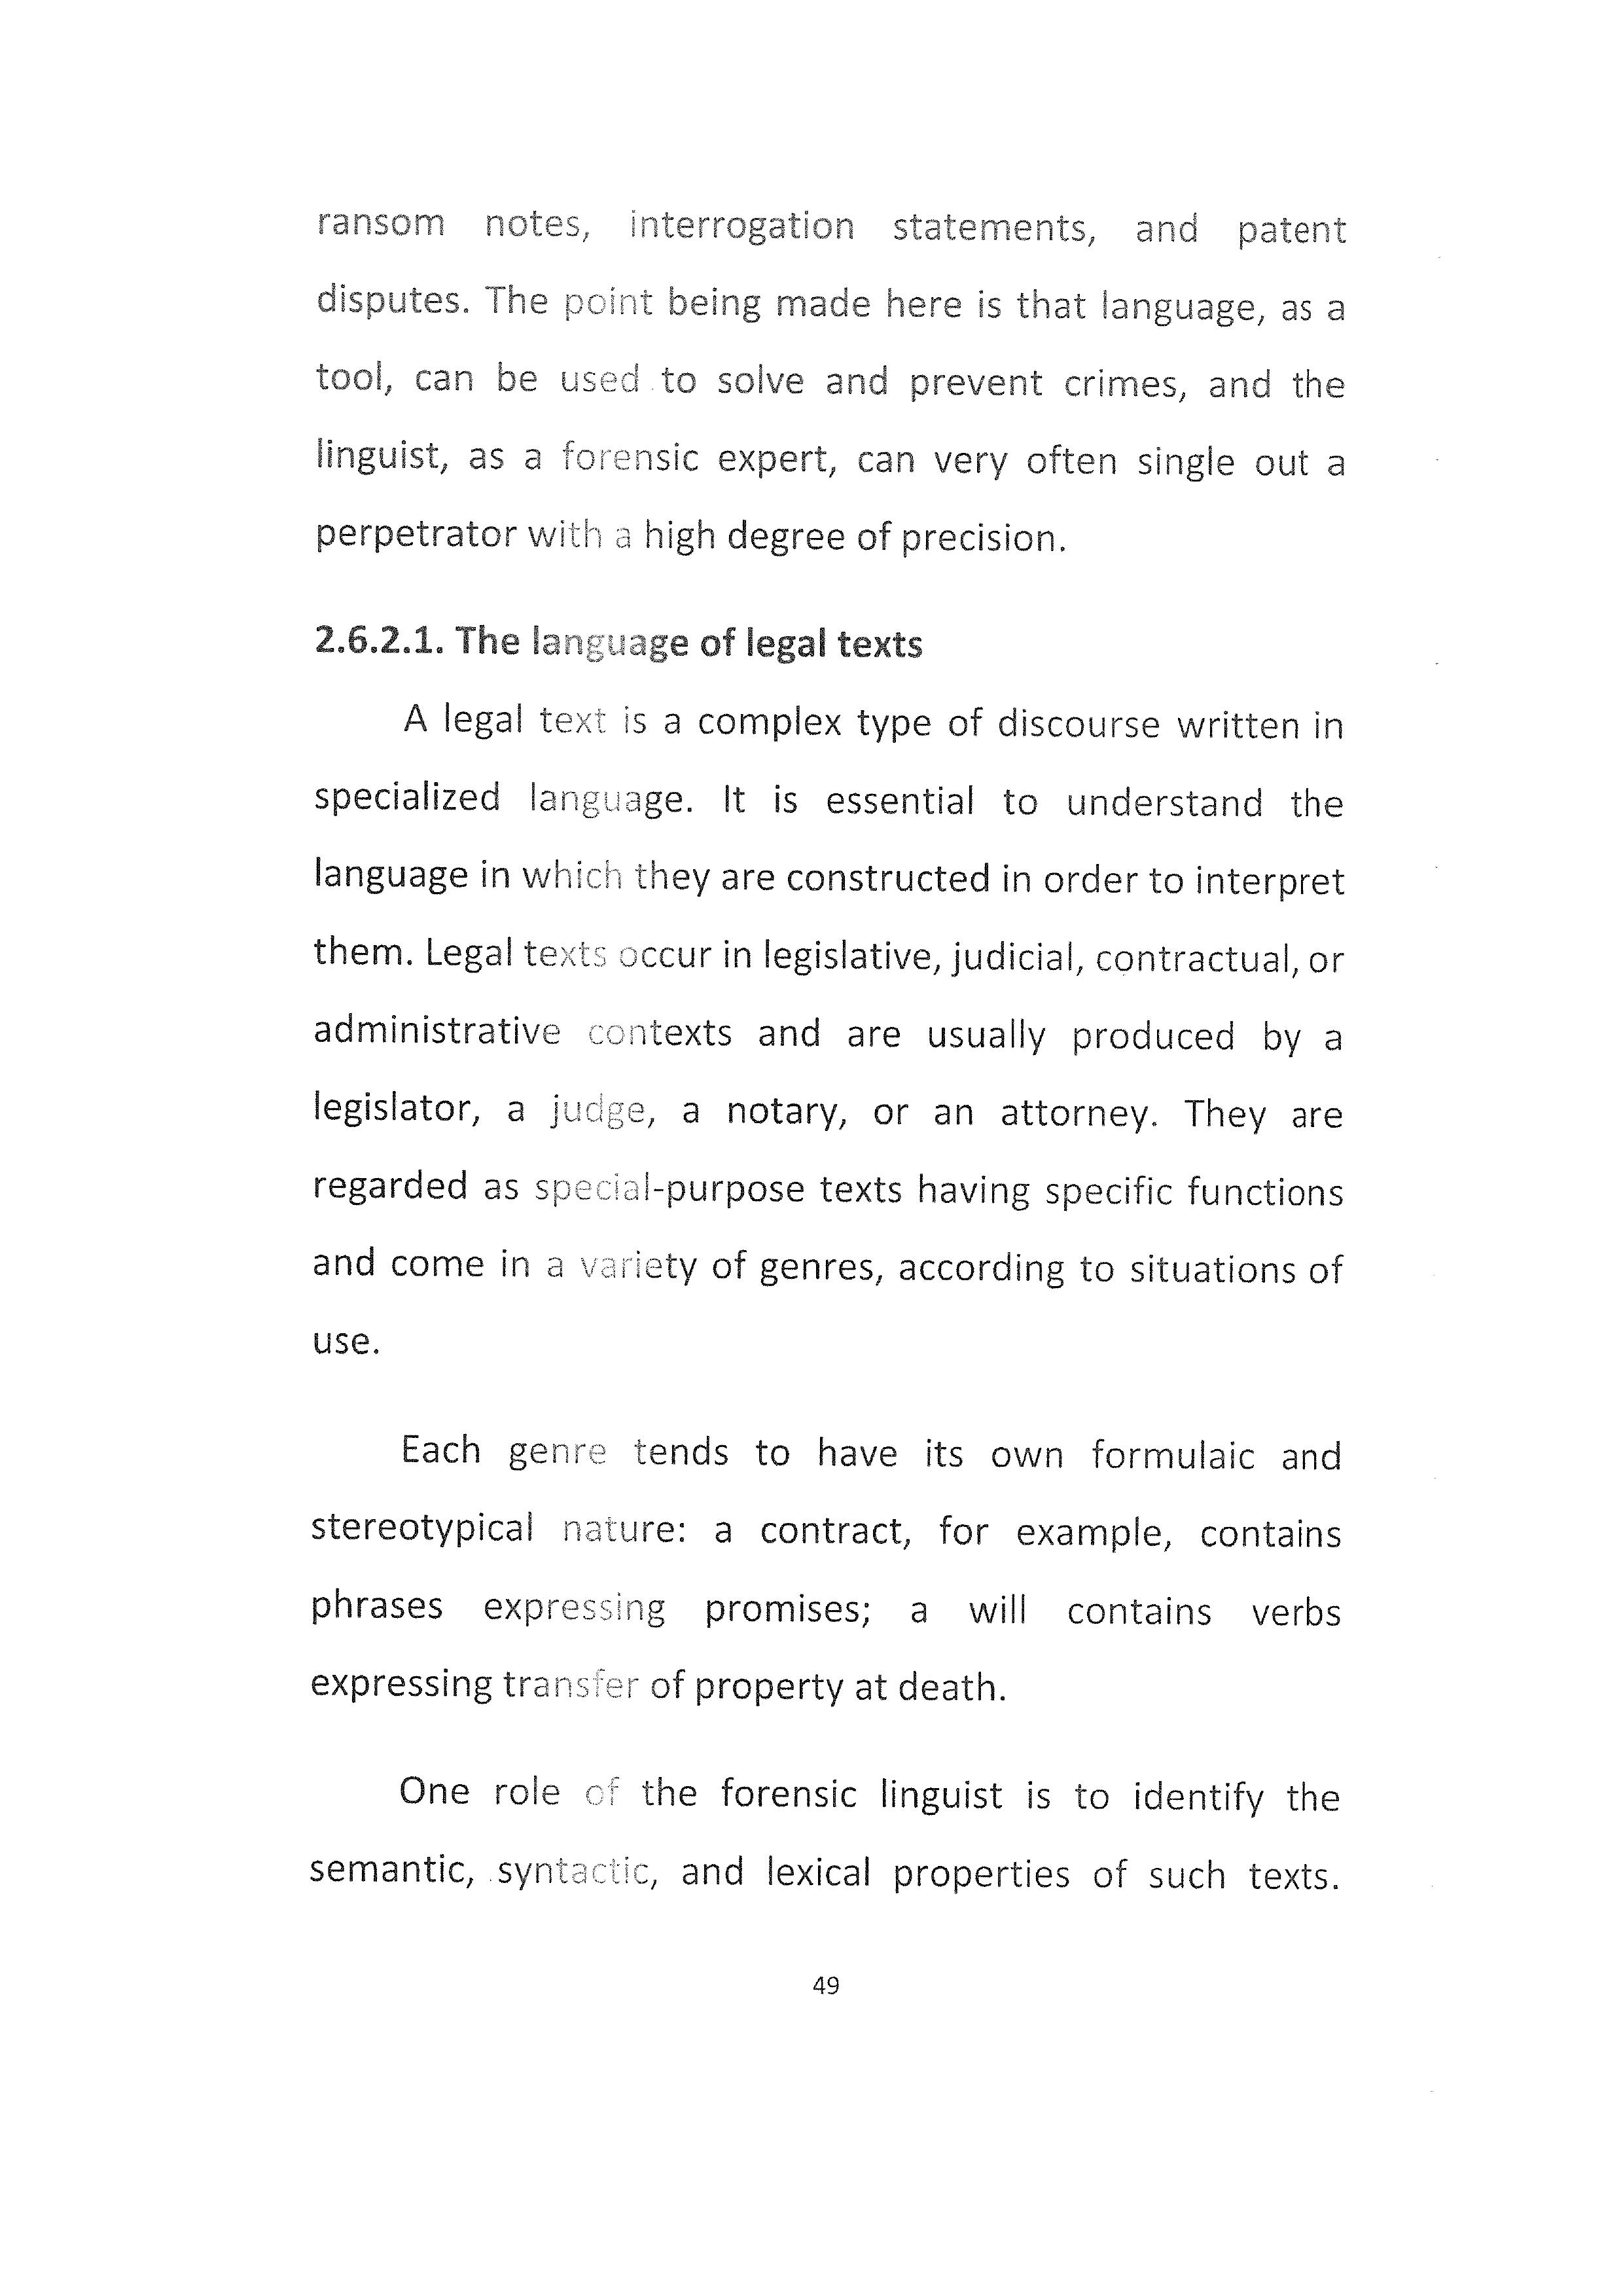 ransom notes, interrogation statements, and patent
disputes. The point being made here is that language, as a
tool, can be used to solve and prevent crimes, and the
linguist, as a forensic expert, can very often single out a
perpetrator with a high degree of precision.
2.6.2.1. The language of legal texts
A legal text is a complex type of discourse written in
specialized language. It is essential to understand the
language in which they are constructed in order to interpret
them. Legal texts occur in legislative, judicial, contractual, or
administrative contexts and are usually produced by a
legislator, a judge, a notary, or an attorney. They are
regarded as special-purpose texts having specific functions
and come in a variety of genres, according to situations of
use.
Each genre tends to have its own formulaic and
stereotypical nature: a contract, for example, contains
phrases expressing promises; a will contains verbs
expressing transfer of property at death.
One role of the forensic linguist is to identify the
semantic, syntactic, and lexical properties of such texts.
49